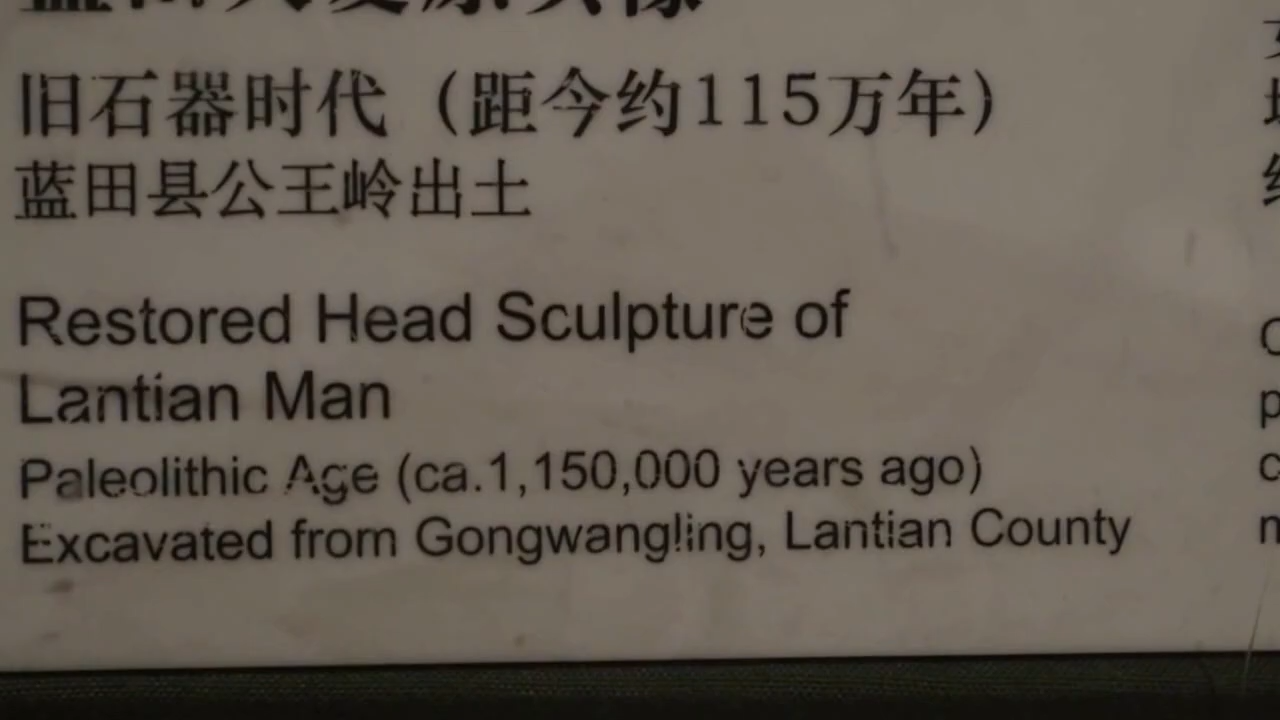 旧石器时代（距今约115万年）
蓝田县公王岭出土
Restored Head Sculpture of
Lantian Man
Paleolithic Age (ca.1,150,000 years ago)
Excavated from Gongwangling, Lantian County